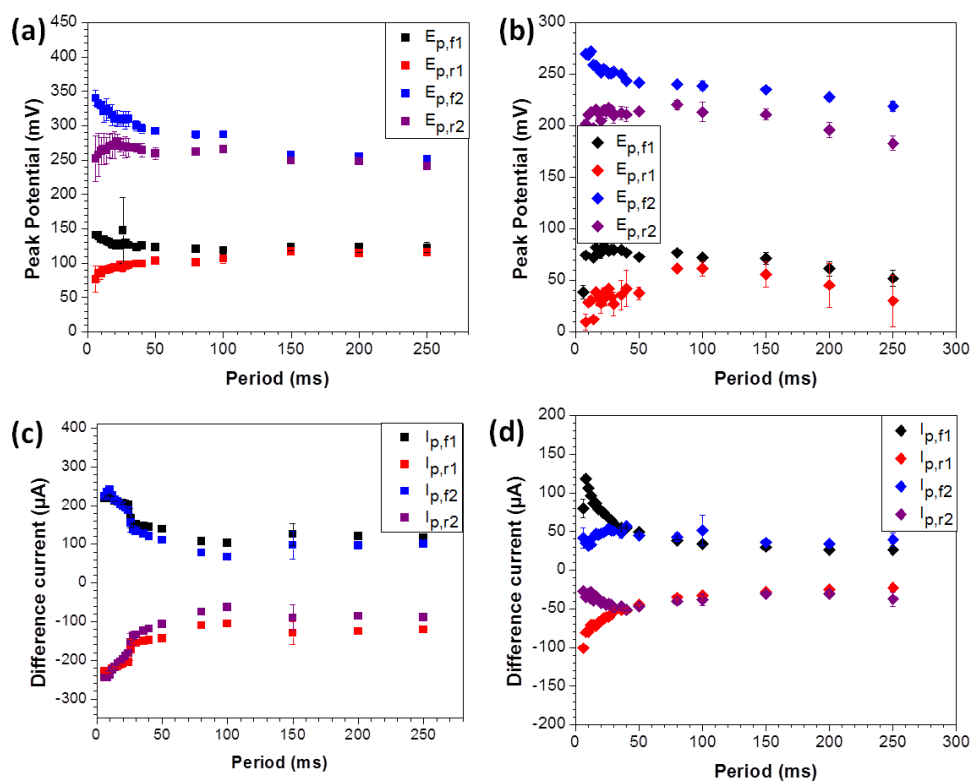 (a)
450
400
350
300
250
200
150
100
50
0
Peak Potential (mV)
0 50 100 150 200 250
Period (ms)
E_p,f1
E_p,r1
E_p,f2
E_p,r2
(b)
300
250
200
150
100
50
0
Peak Potential (mV)
0 50 100 150 200 250 300
Period (ms)
E_p,f1
E_p,r1
E_p,f2
E_p,r2
(c)
400
300
200
100
0
-100
-200
-300
Difference current (µA)
0 50 100 150 200 250
Period (ms)
I_p,f1
I_p,r1
I_p,f2
I_p,r2
(d)
200
150
100
50
0
-50
-100
-150
-200
Difference current (µA)
0 50 100 150 200 250 300
Period (ms)
I_p,f1
I_p,r1
I_p,f2
I_p,r2